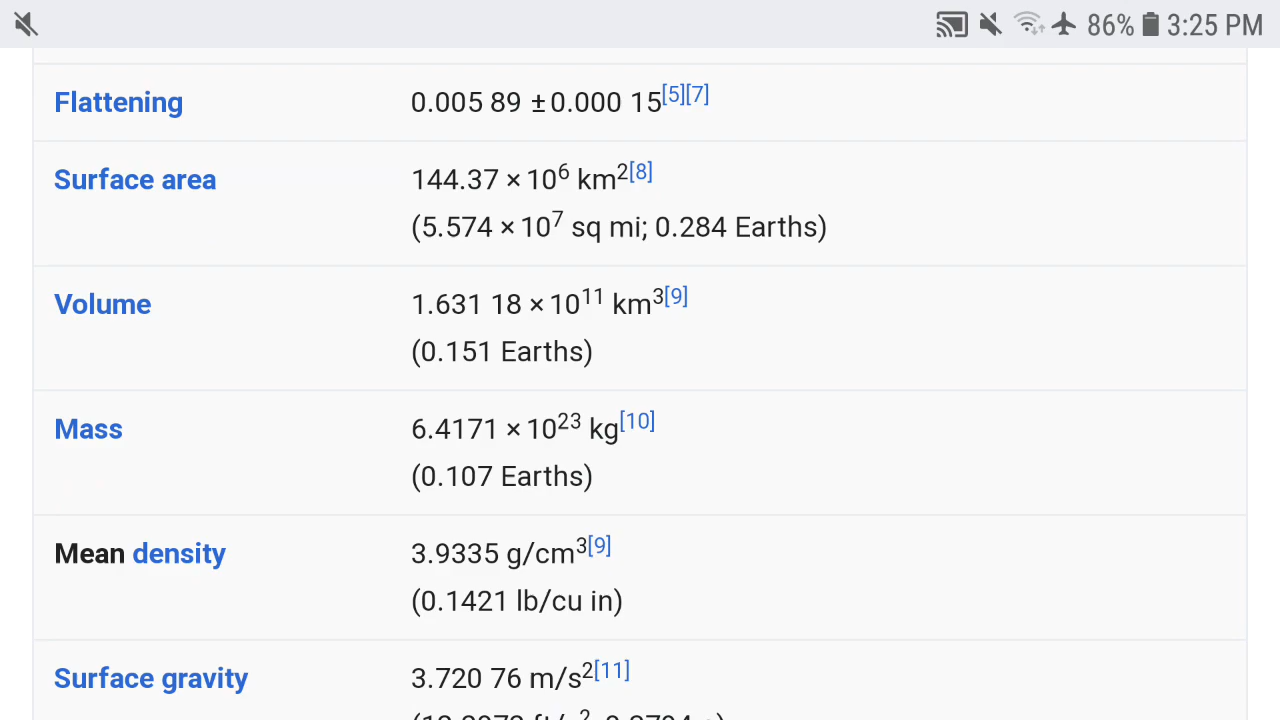 86% 3:25 PM
Flattening 0.005 89 ±0.000 15[5][7]
Surface area 144.37 × 10⁶ km²[8]
(5.574 × 10⁷ sq mi; 0.284 Earths)
Volume 1.631 18 × 10¹¹ km³[9]
(0.151 Earths)
Mass 6.4171 × 10²³ kg[10]
(0.107 Earths)
Mean density 3.9335 g/cm³[9]
(0.1421 lb/cu in)
Surface gravity 3.720 76 m/s²[11]